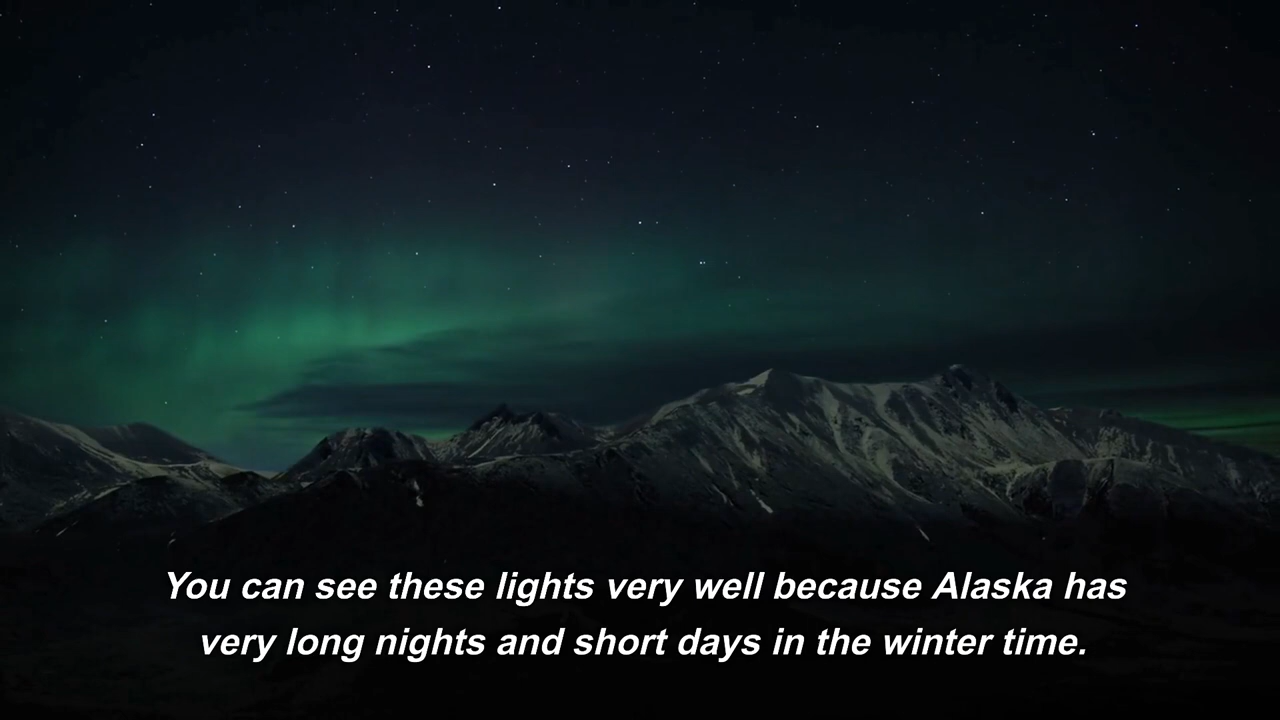 You can see these lights very well because Alaska has
very long nights and short days in the winter time.